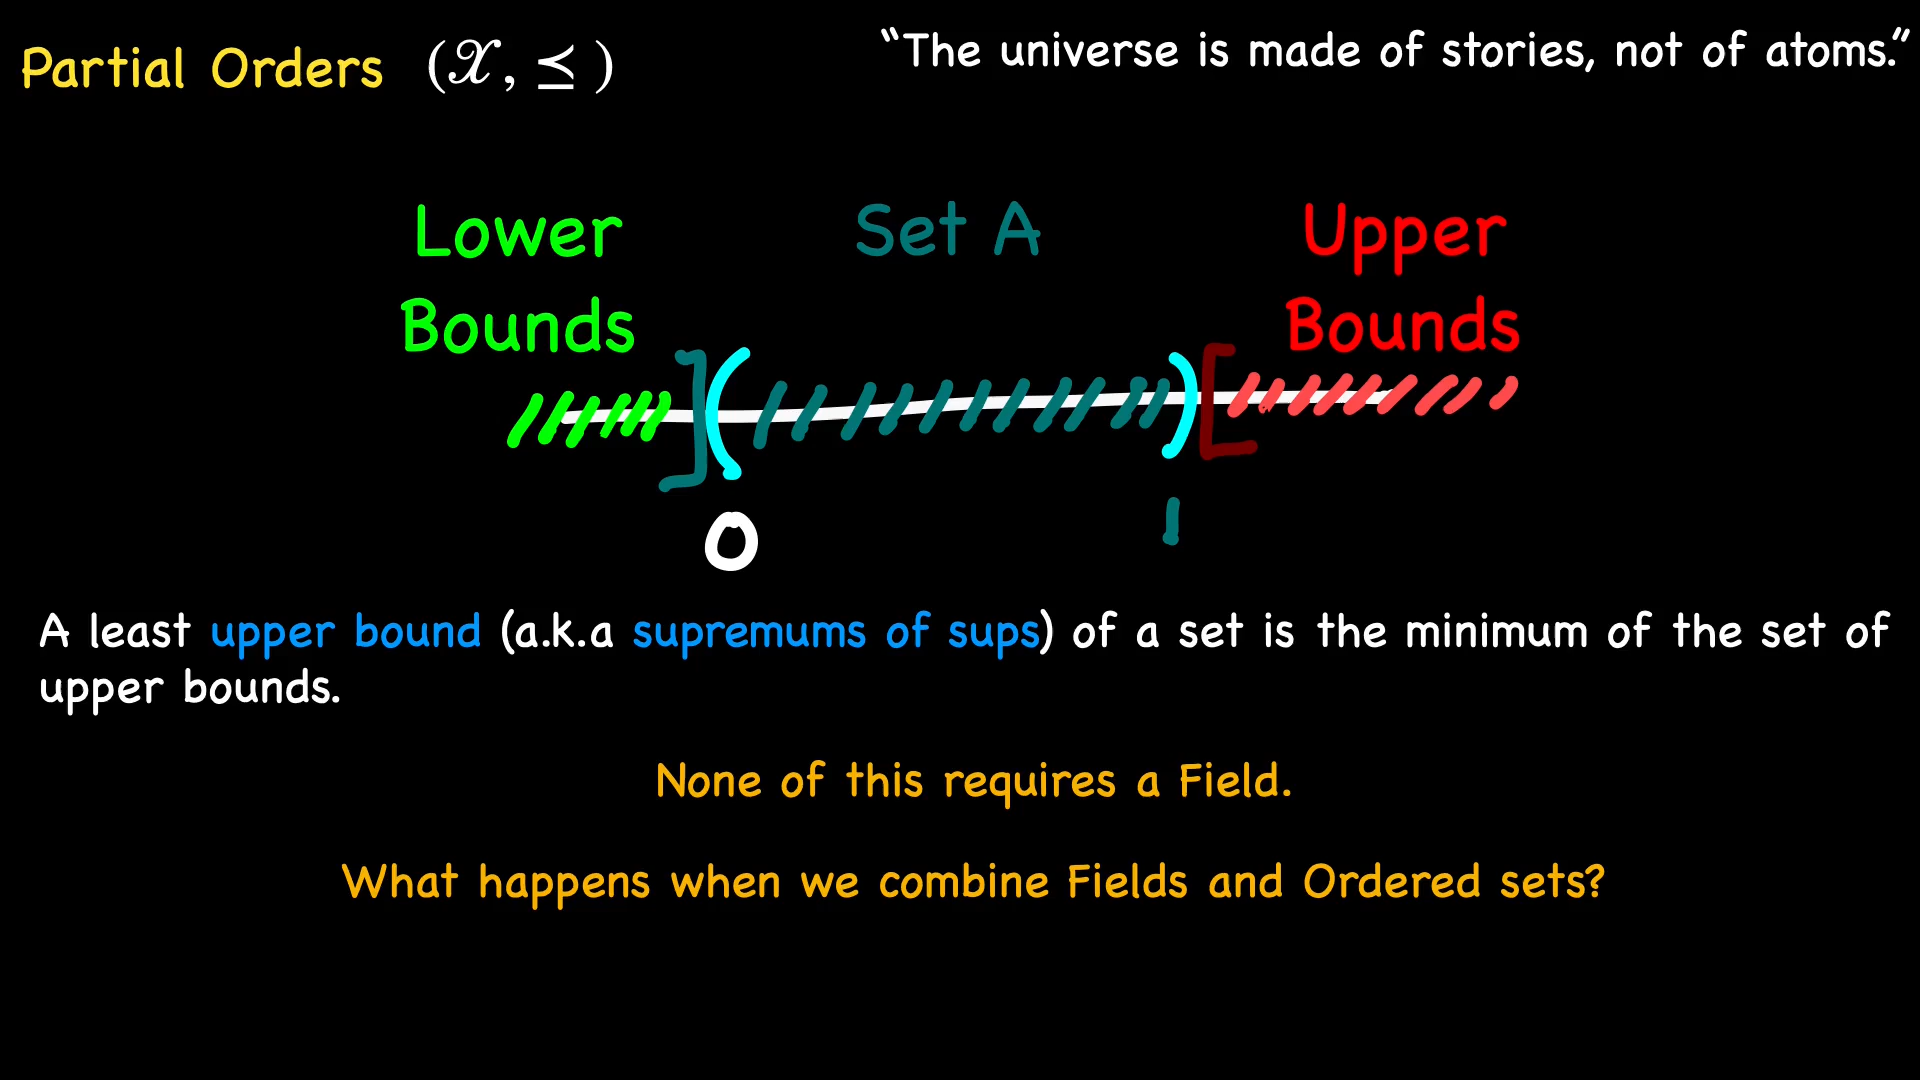 Partial Orders (𝒳, ⪯)
“The universe is made of stories, not of atoms.”
Lower
Bounds
Set A
Upper
Bounds
] ( ) [
0 1
A least upper bound (a.k.a supremums of sups) of a set is the minimum of the set of
upper bounds.
None of this requires a Field.
What happens when we combine Fields and Ordered sets?